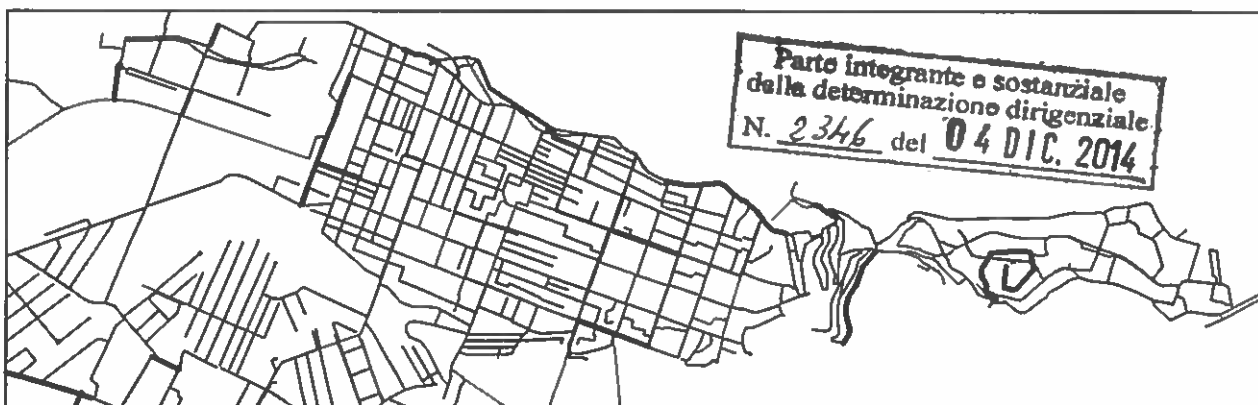 Parte integrante e sostanziale
della determinazione dirigenziale
N. 2346 del 04 DIC. 2014